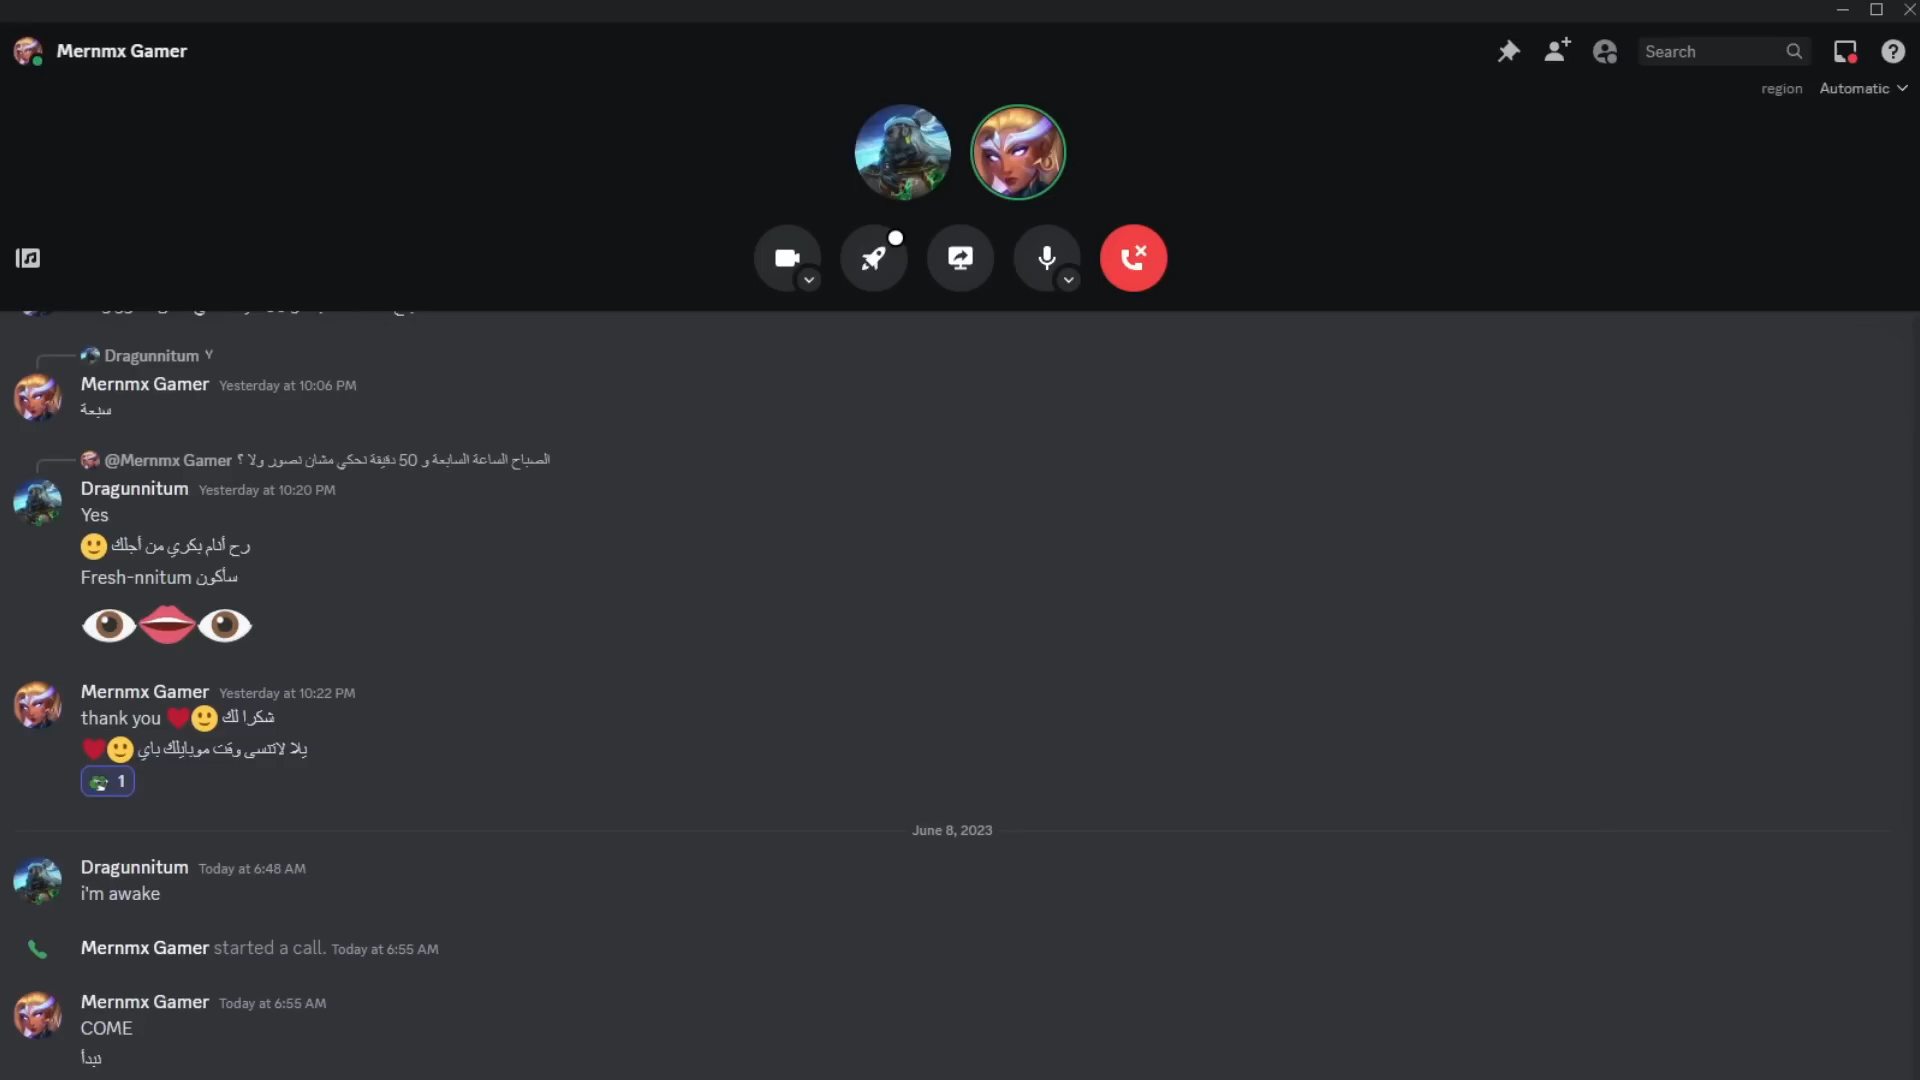 Mernmx Gamer
Search
region Automatic
Dragunnitum Y
Mernmx Gamer Yesterday at 10:06 PM
سبعة
@Mernmx Gamer الصباح الساعة السابعة و 50 دقيقة نحكي مشان نصور ولا ؟
Dragunnitum Yesterday at 10:20 PM
Yes
رح أنام بكري من أجلك 🙂
سأكون Fresh-nnitum
👁️👄👁️
Mernmx Gamer Yesterday at 10:22 PM
thank you ❤️🙂 شكرا لك
يلا لاتنسى وقت موبايلك باي 🙂❤️
1
June 8, 2023
Dragunnitum Today at 6:48 AM
i'm awake
Mernmx Gamer started a call. Today at 6:55 AM
Mernmx Gamer Today at 6:55 AM
COME
نبدأ